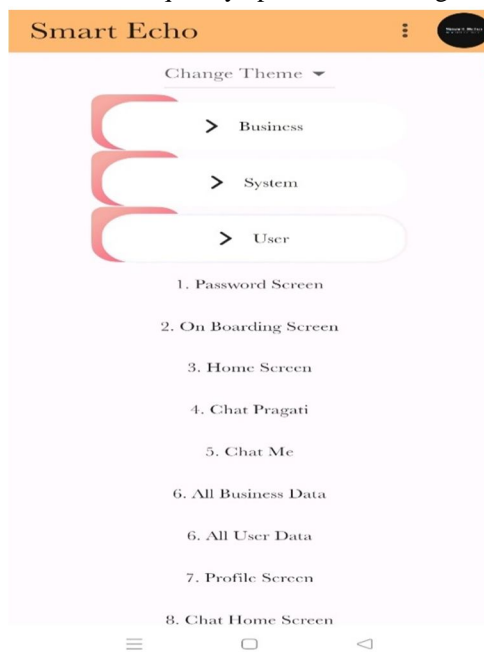 Smart Echo
Change Theme
Business
System
User
1. Password Screen
2. On Boarding Screen
3. Home Screen
4. Chat Pragati
5. Chat Me
6. All Business Data
6. All User Data
7. Profile Screen
8. Chat Home Screen